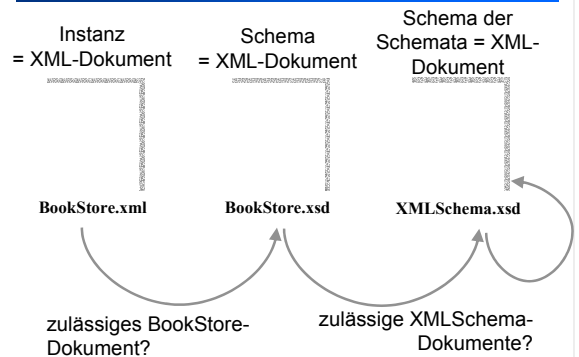 Instanz
= XML-Dokument
Schema
= XML-Dokument
Schema der
Schemata = XML-
Dokument
BookStore.xml
BookStore.xsd
XMLSchema.xsd
zulässiges BookStore-
Dokument?
zulässige XMLSchema-
Dokumente?